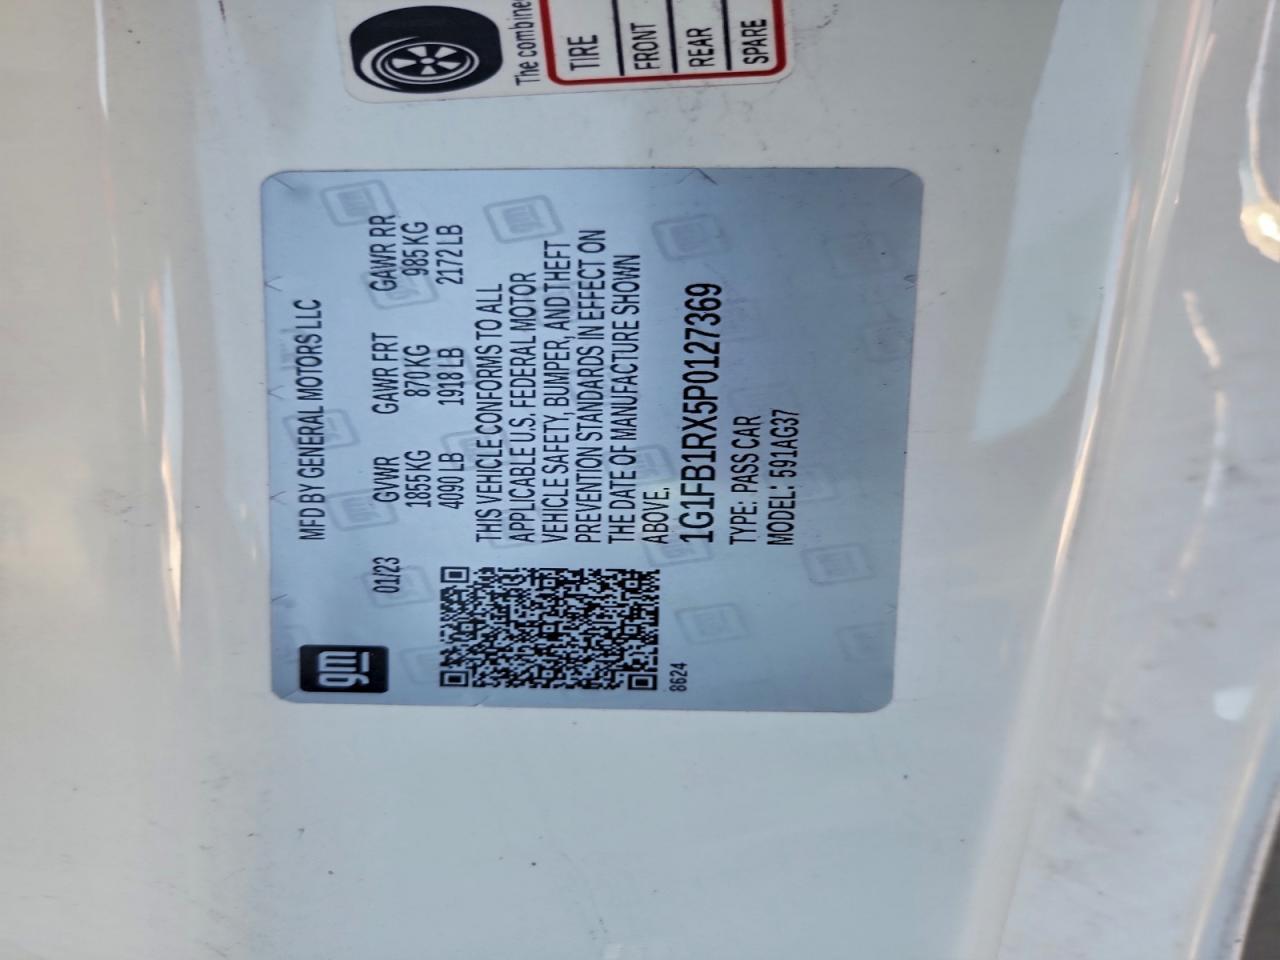 The combine
TIRE
FRONT
REAR
SPARE
gm
MFD BY GENERAL MOTORS LLC
01/23 GVWR GAWR FRT GAWR RR
1855 KG 870 KG 985 KG
4090 LB 1918 LB 2172 LB
THIS VEHICLE CONFORMS TO ALL
APPLICABLE U.S. FEDERAL MOTOR
VEHICLE SAFETY, BUMPER, AND THEFT
PREVENTION STANDARDS IN EFFECT ON
THE DATE OF MANUFACTURE SHOWN
ABOVE.
8624
1G1FB1RX5P0127369
TYPE: PASS CAR
MODEL: 591AG37